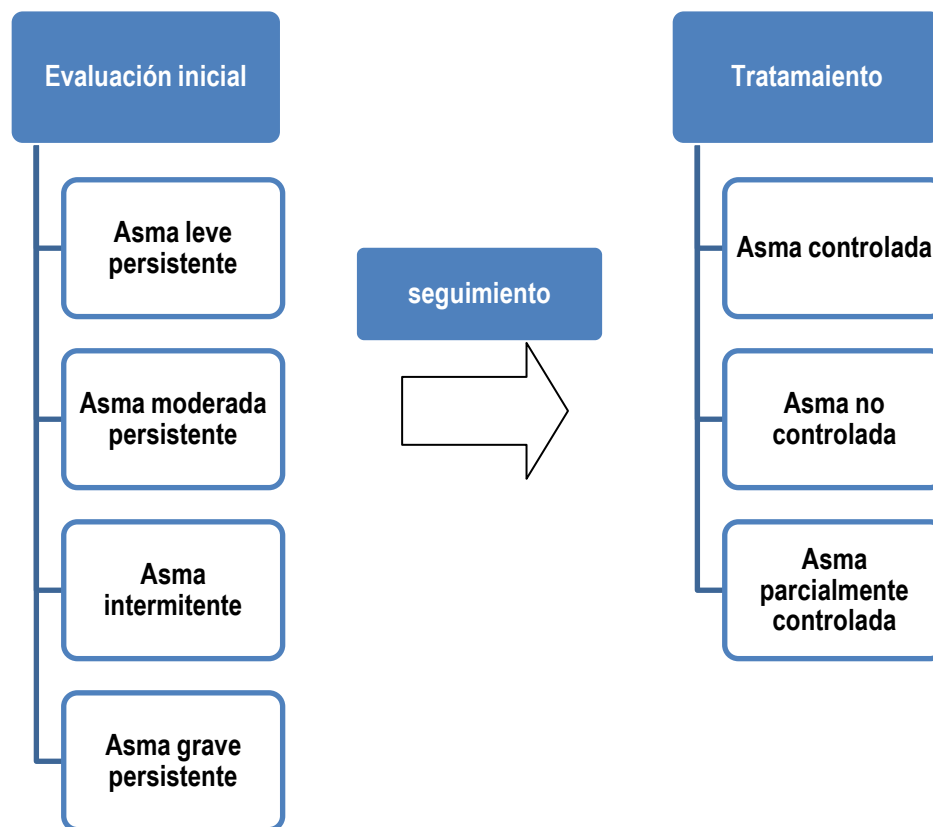 Evaluación inicial
Asma leve
persistente
Asma moderada
persistente
Asma
intermitente
Asma grave
persistente
seguimiento
Tratamaiento
Asma controlada
Asma no
controlada
Asma
parcialmente
controlada